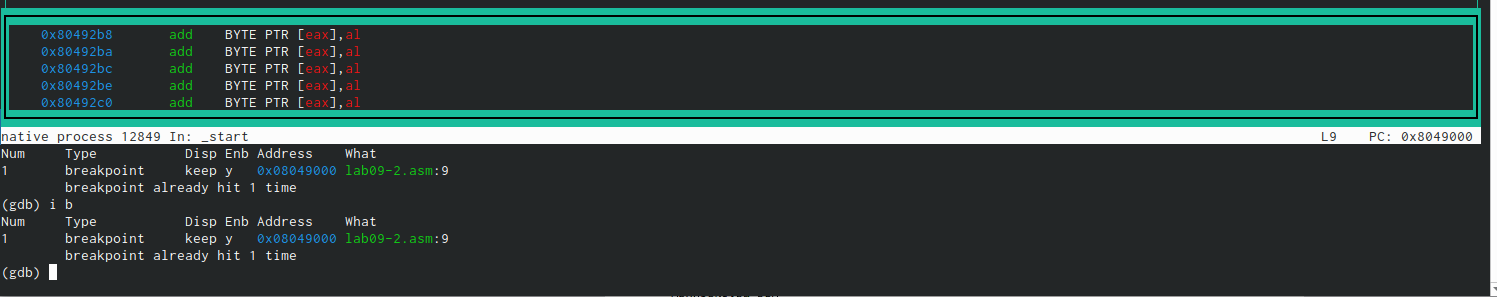 0x80492b8 add BYTE PTR [eax],al
0x80492ba add BYTE PTR [eax],al
0x80492bc add BYTE PTR [eax],al
0x80492be add BYTE PTR [eax],al
0x80492c0 add BYTE PTR [eax],al
native process 12849 In: _start L9 PC: 0x8049000
Num Type Disp Enb Address What
1 breakpoint keep y 0x08049000 lab09-2.asm:9
breakpoint already hit 1 time
(gdb) i b
Num Type Disp Enb Address What
1 breakpoint keep y 0x08049000 lab09-2.asm:9
breakpoint already hit 1 time
(gdb)